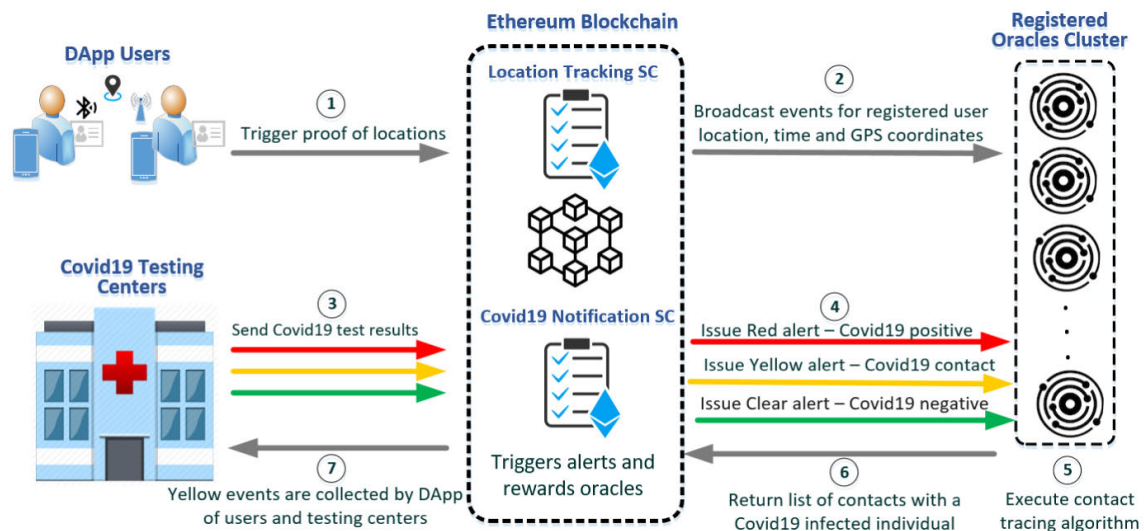 Ethereum Blockchain
Registered
Oracles Cluster
DApp Users
Location Tracking SC
1
Trigger proof of locations
2
Broadcast events for registered user
location, time and GPS coordinates
Covid19 Testing
Centers
3
Send Covid19 test results
Covid19 Notification SC
4
Issue Red alert – Covid19 positive
Issue Yellow alert – Covid19 contact
Issue Clear alert – Covid19 negative
Triggers alerts and
rewards oracles
7
Yellow events are collected by DApp
of users and testing centers
6
Return list of contacts with a
Covid19 infected individual
5
Execute contact
tracing algorithm